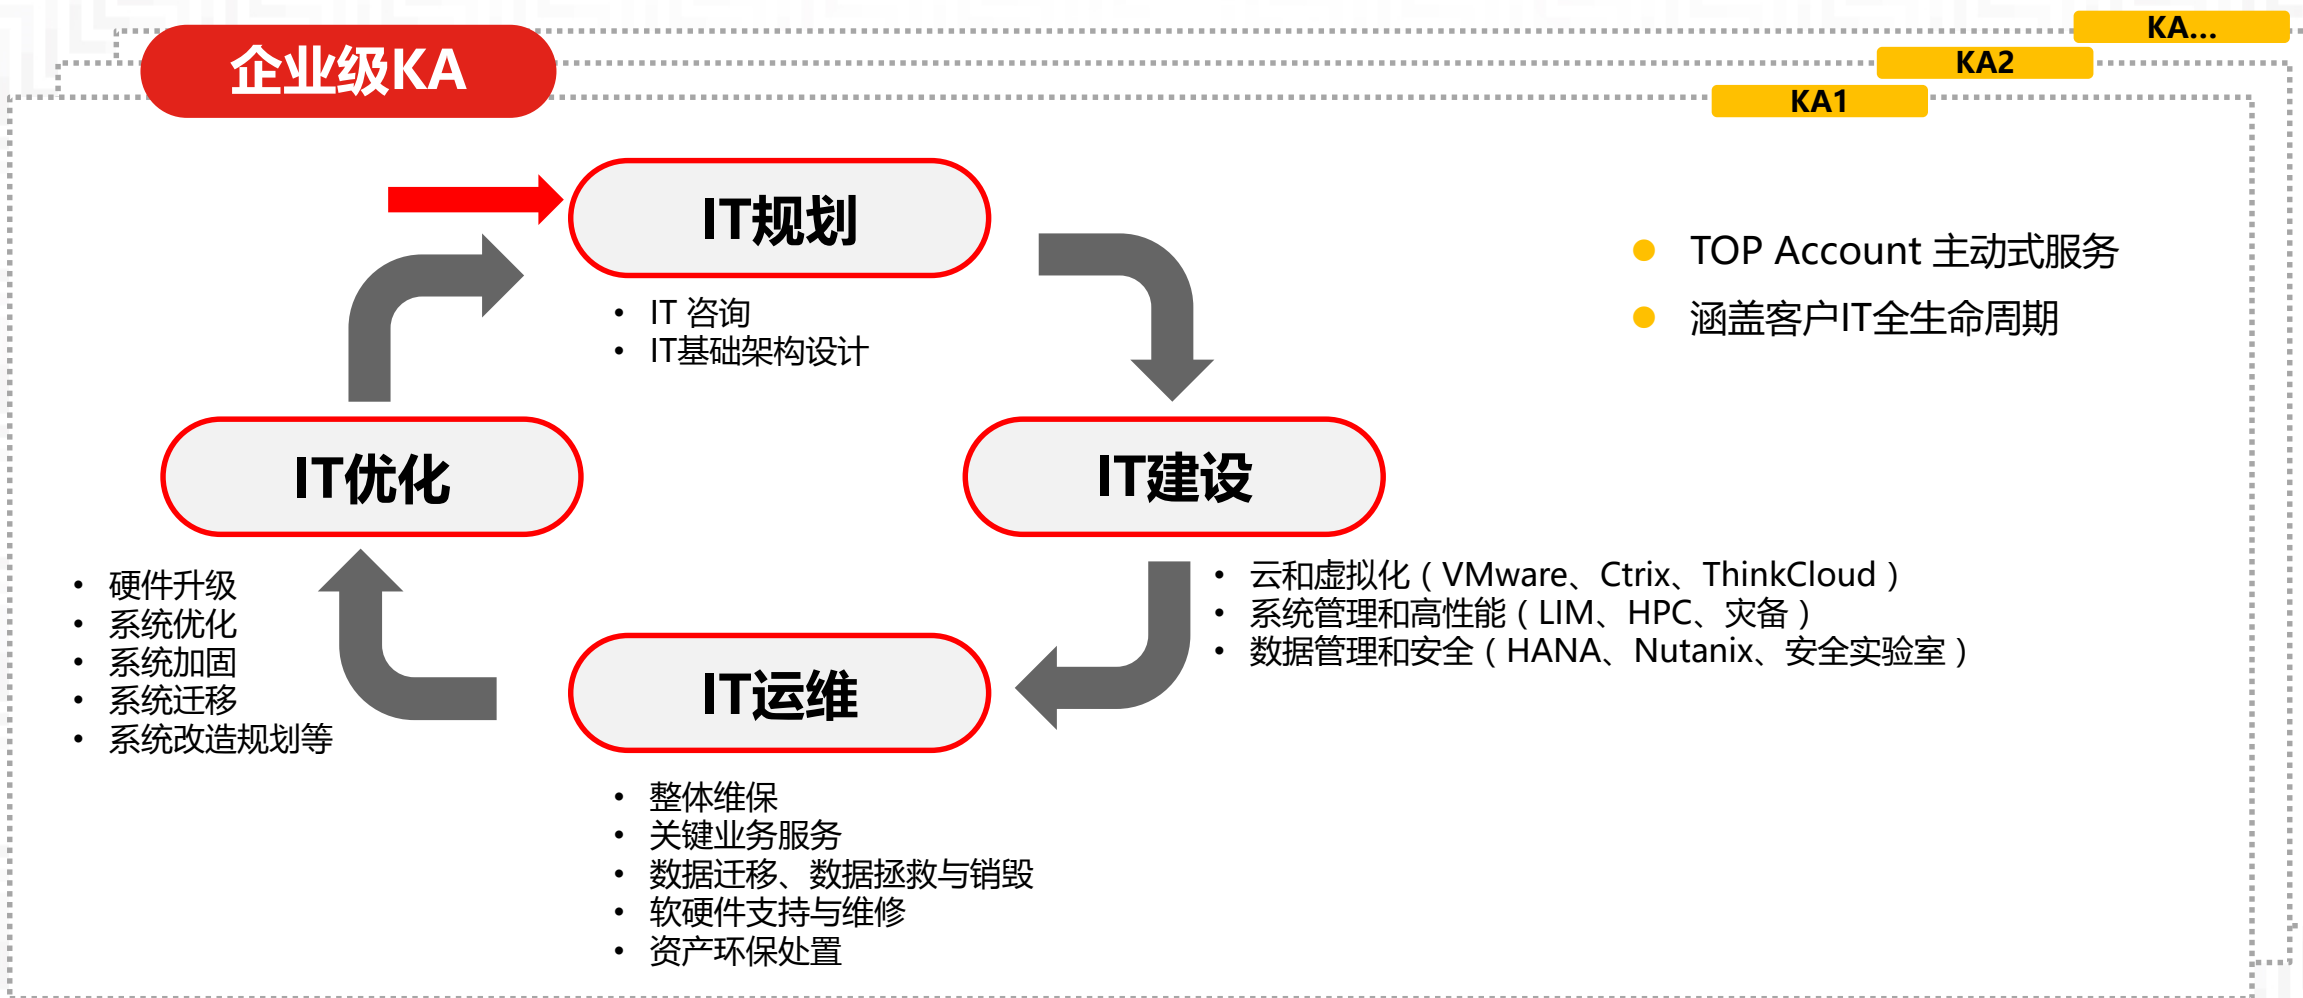 企业级KA
KA...
KA2
KA1
IT规划
• IT 咨询
• IT基础架构设计
TOP Account 主动式服务
涵盖客户IT全生命周期
IT优化
IT建设
• 硬件升级
• 系统优化
• 系统加固
• 系统迁移
• 系统改造规划等
• 云和虚拟化（VMware、Ctrix、ThinkCloud）
• 系统管理和高性能（LIM、HPC、灾备）
• 数据管理和安全（HANA、Nutanix、安全实验室）
IT运维
• 整体维保
• 关键业务服务
• 数据迁移、数据拯救与销毁
• 软硬件支持与维修
• 资产环保处置